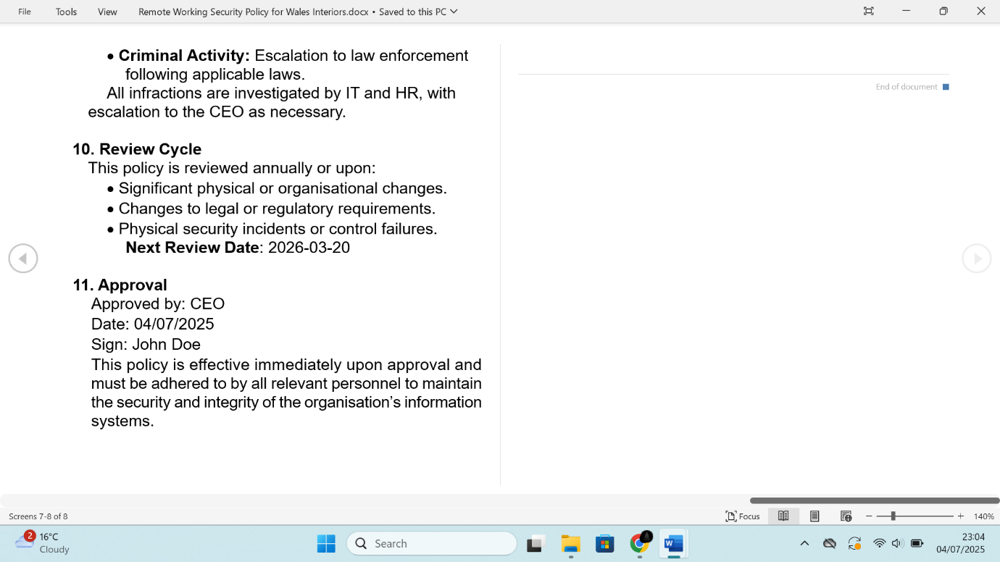 File Tools View Remote Working Security Policy for Wales Interiors.docx • Saved to this PC
• Criminal Activity: Escalation to law enforcement
following applicable laws.
All infractions are investigated by IT and HR, with
escalation to the CEO as necessary.
10. Review Cycle
This policy is reviewed annually or upon:
• Significant physical or organisational changes.
• Changes to legal or regulatory requirements.
• Physical security incidents or control failures.
Next Review Date: 2026-03-20
11. Approval
Approved by: CEO
Date: 04/07/2025
Sign: John Doe
This policy is effective immediately upon approval and
must be adhered to by all relevant personnel to maintain
the security and integrity of the organisation's information
systems.
End of document
Screens 7-8 of 8
Focus
140%
2
16°C
Cloudy
Search
23:04
04/07/2025